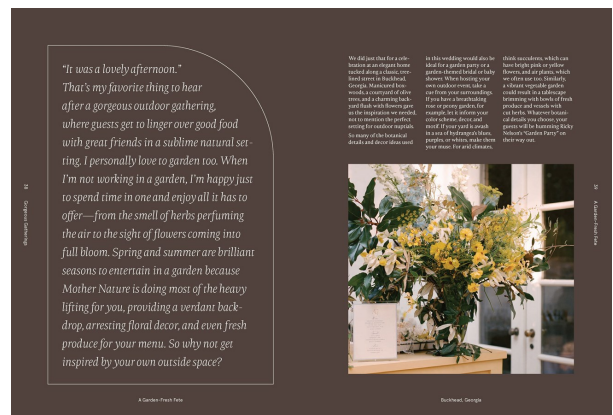 “It was a lovely afternoon.”
That's my favorite thing to hear
after a gorgeous outdoor gathering,
where guests get to linger over good food
with great friends in a sublime natural set-
ting. I personally love to garden too. When
I'm not working in a garden, I'm happy just
to spend time in one and enjoy all it has to
offer—from the smell of herbs perfuming
the air to the sight of flowers coming into
full bloom. Spring and summer are brilliant
seasons to entertain in a garden because
Mother Nature is doing most of the heavy
lifting for you, providing a verdant back-
drop, arresting floral decor, and even fresh
produce for your menu. So why not get
inspired by your own outside space?
Gorgeous Gatherings
A Garden-Fresh Fete
We did just that for a cele-
bration at an elegant home
tucked along a classic, tree-
lined street in Buckhead,
Georgia. Manicured box-
woods, a courtyard of olive
trees, and a charming back-
yard flush with flowers gave
us the inspiration we needed,
not to mention the perfect
setting for outdoor nuptials.
So many of the botanical
details and decor ideas used
in this wedding would also be
ideal for a garden party or a
garden-themed bridal or baby
shower. When hosting your
own outdoor event, take a
cue from your surroundings.
If you have a breathtaking
rose or peony garden, for
example, let it inform your
color scheme, decor, and
motif. If your yard is awash
in a sea of hydrangea blues,
purples, or whites, make them
your muse. For arid climates,
think succulents, which can
have bright pink or yellow
flowers, and air plants, which
we often use too. Similarly,
a vibrant vegetable garden
could result in a tablescape
brimming with bowls of fresh
produce and vessels with
cut herbs. Whatever botani-
cal details you choose, your
guests will be humming Ricky
Nelson's “Garden Party” on
their way out.
39
A Garden-Fresh Fete
Buckhead, Georgia